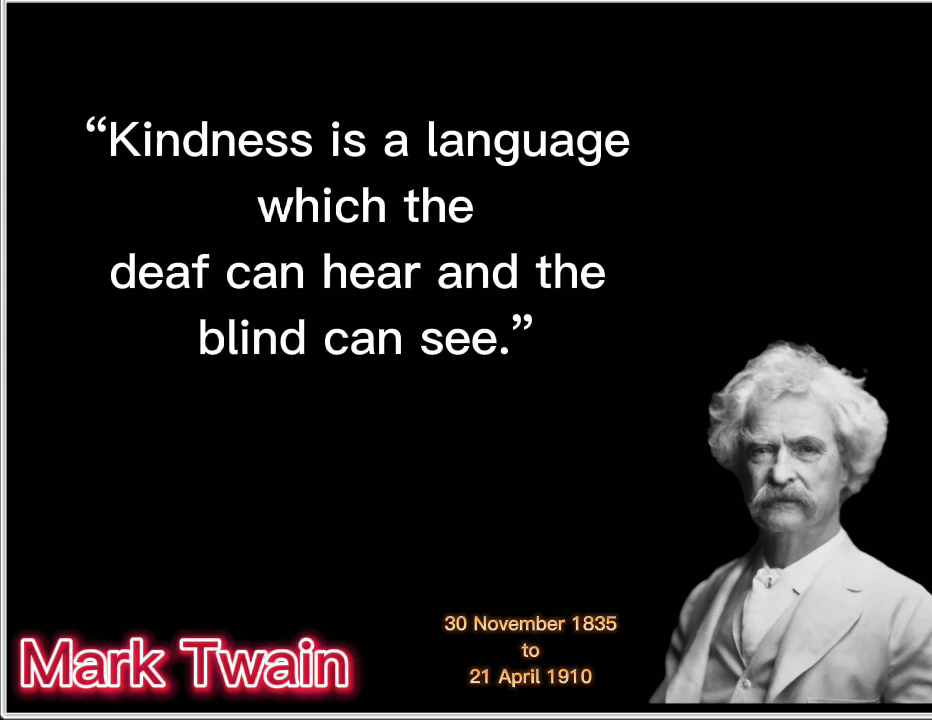 “Kindness is a language
which the
deaf can hear and the
blind can see.”
30 November 1835
to
21 April 1910
Mark Twain